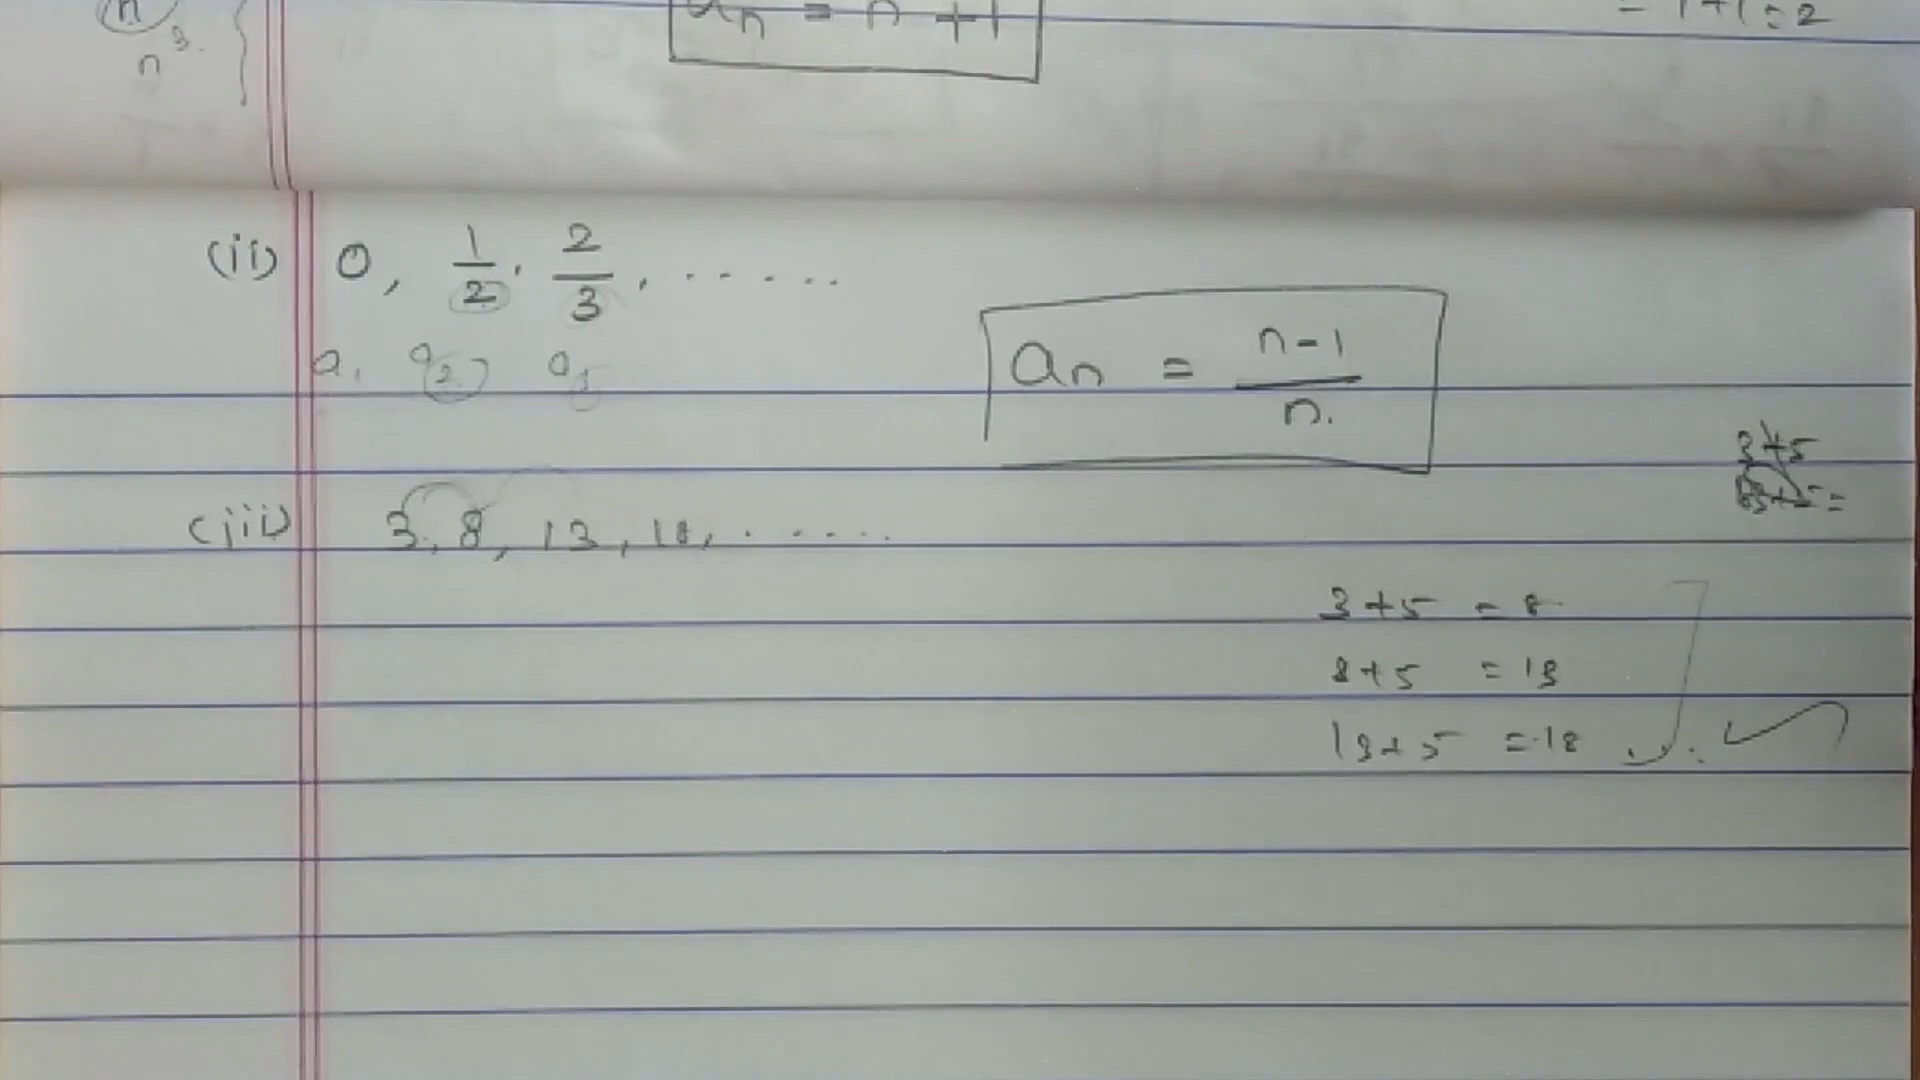 n
n³
aₙ = n + 1
= 1+1 = 2
(ii) 0, 1/2, 2/3, ......
a₁ a₂ a₃
aₙ = n-1/n.
3+5
(iii) 3, 8, 13, 18, ......
3+5 = 8
8+5 = 13
13+5 = 18